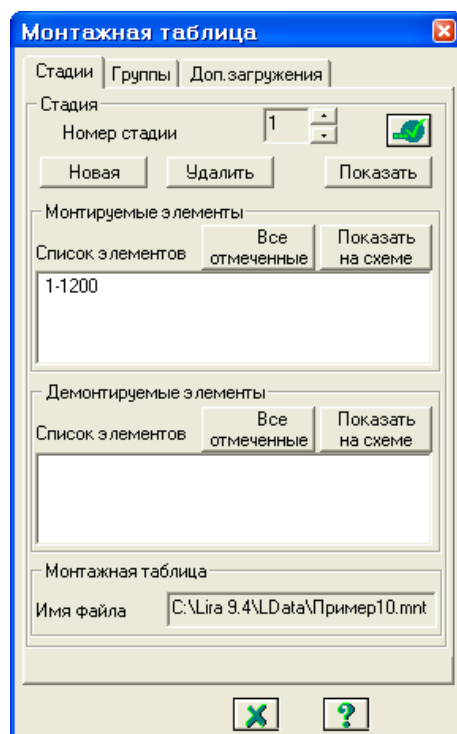 Монтажная таблица
Стадии Группы Доп.загружения
Стадия
Номер стадии 1
Новая Удалить Показать
Монтируемые элементы
Список элементов Все отмеченные Показать на схеме
1-1200
Демонтируемые элементы
Список элементов Все отмеченные Показать на схеме
Монтажная таблица
Имя файла C:\Lira 9.4\LData\Пример10.mnt
?